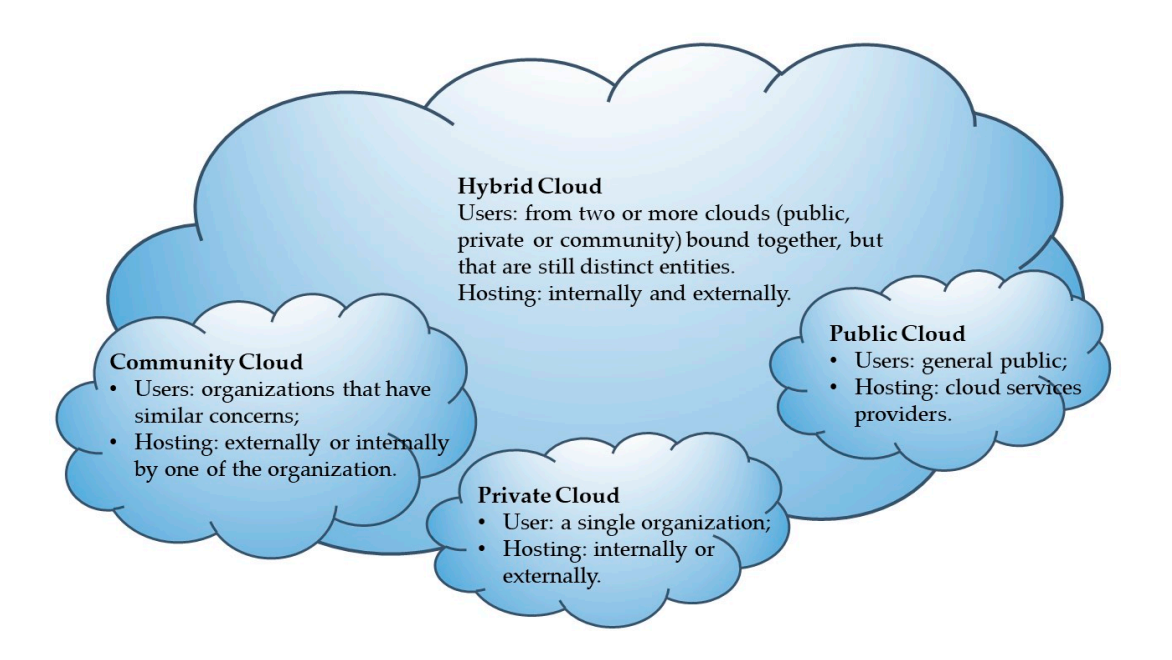 Hybrid Cloud
Users: from two or more clouds (public,
private or community) bound together, but
that are still distinct entities.
Hosting: internally and externally.
Public Cloud
• Users: general public;
• Hosting: cloud services
providers.
Community Cloud
• Users: organizations that have
similar concerns;
• Hosting: externally or internally
by one of the organization.
Private Cloud
• User: a single organization;
• Hosting: internally or
externally.